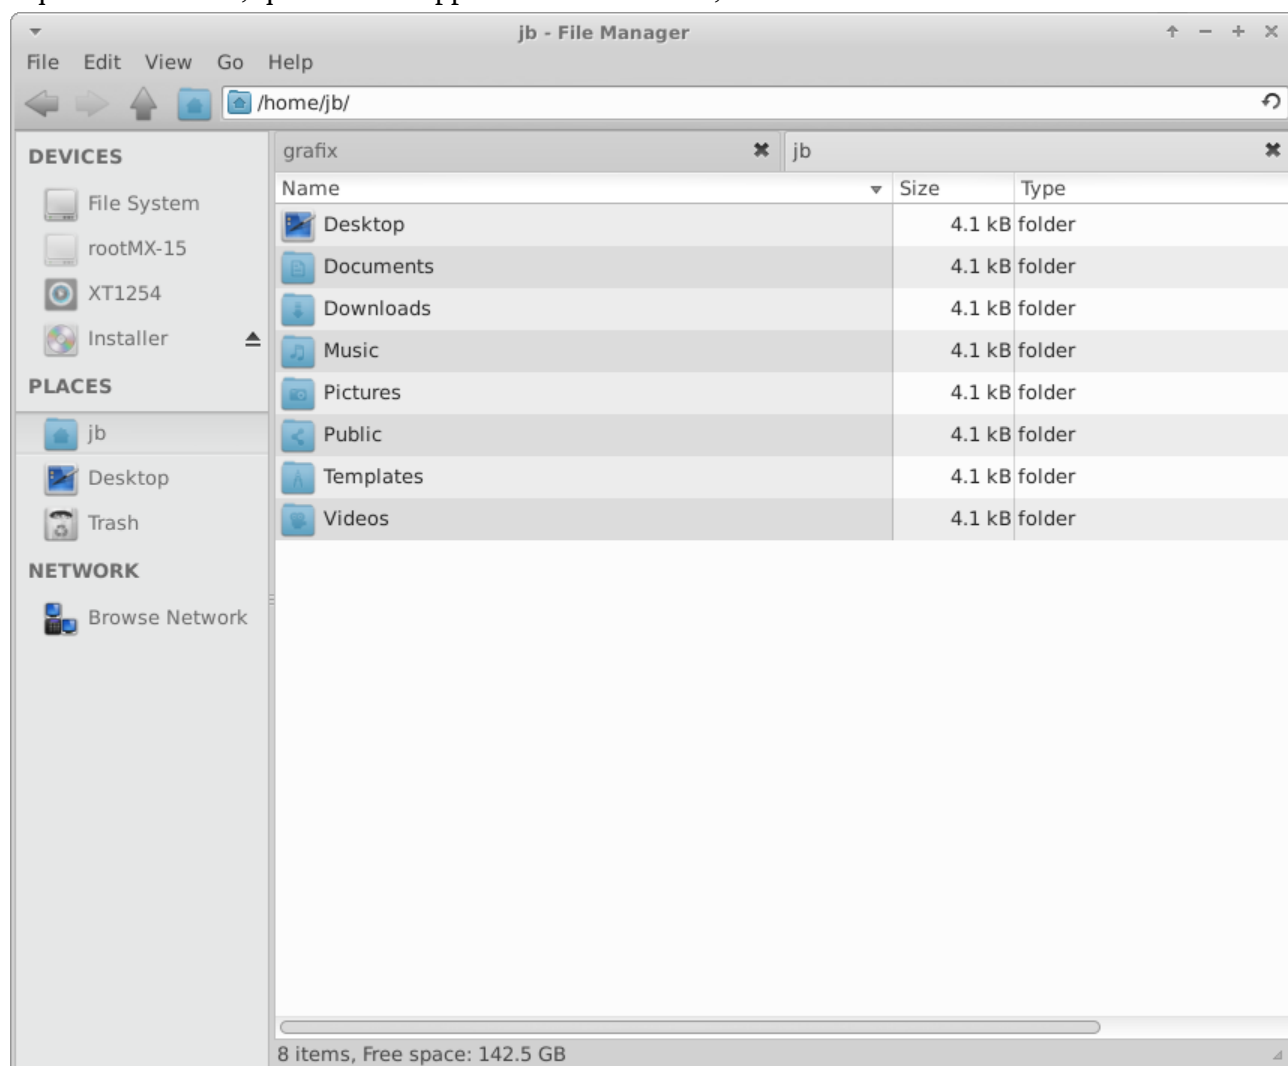 jb - File Manager
File Edit View Go Help
/home/jb/
DEVICES
File System
rootMX-15
XT1254
Installer
PLACES
jb
Desktop
Trash
NETWORK
Browse Network
grafix jb
Name Size Type
Desktop 4.1 kB folder
Documents 4.1 kB folder
Downloads 4.1 kB folder
Music 4.1 kB folder
Pictures 4.1 kB folder
Public 4.1 kB folder
Templates 4.1 kB folder
Videos 4.1 kB folder
8 items, Free space: 142.5 GB